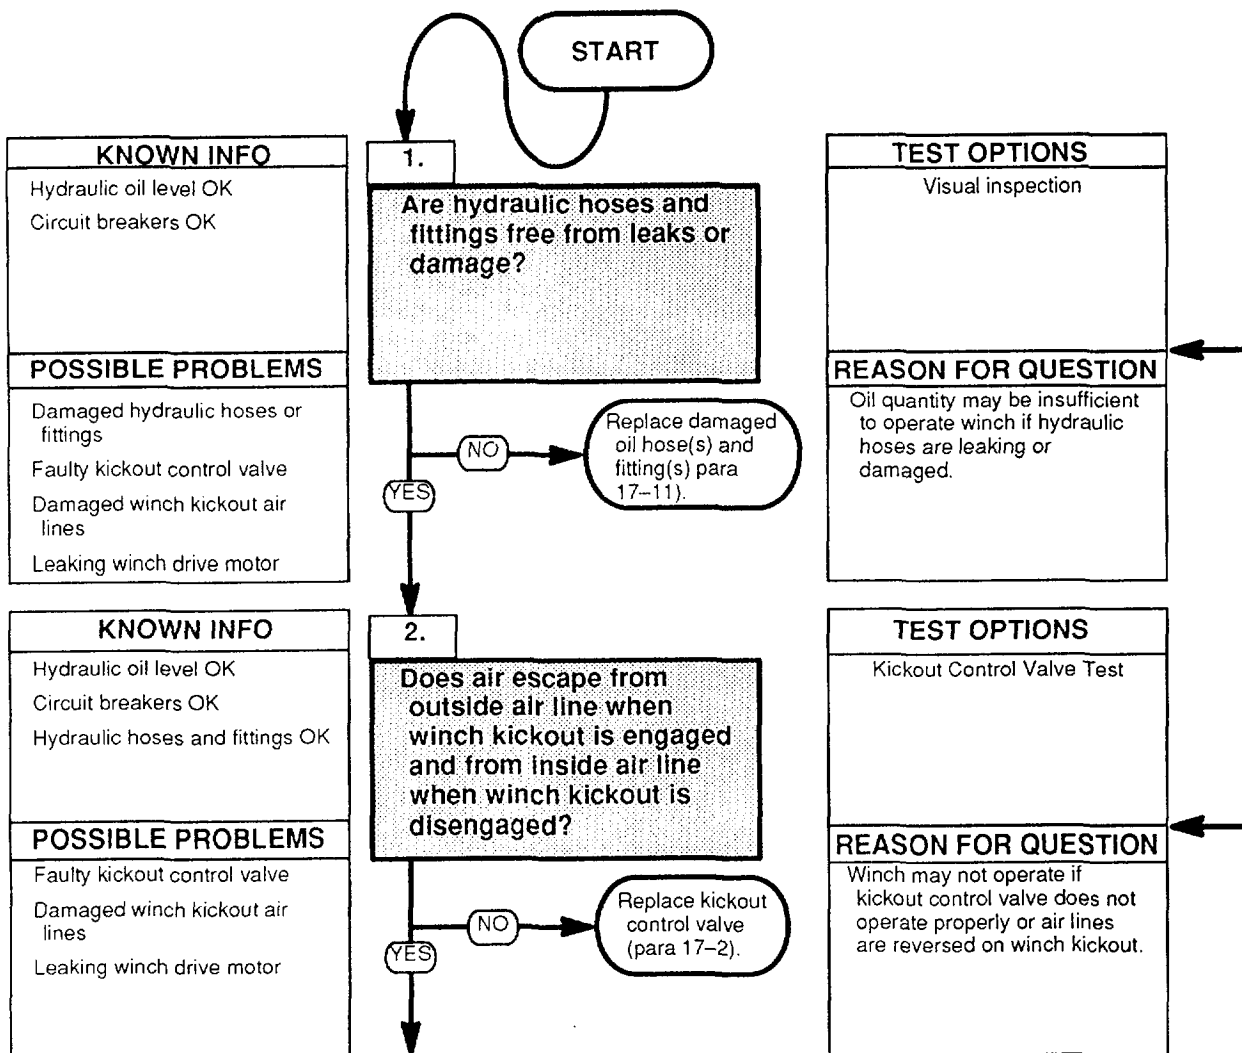 START
KNOWN INFO
Hydraulic oil level OK
Circuit breakers OK
POSSIBLE PROBLEMS
Damaged hydraulic hoses or
fittings
Faulty kickout control valve
Damaged winch kickout air
lines
Leaking winch drive motor
1.
Are hydraulic hoses and
fittings free from leaks or
damage?
NO
Replace damaged
oil hose(s) and
fitting(s) para
17–11).
YES
TEST OPTIONS
Visual inspection
REASON FOR QUESTION
Oil quantity may be insufficient
to operate winch if hydraulic
hoses are leaking or
damaged.
KNOWN INFO
Hydraulic oil level OK
Circuit breakers OK
Hydraulic hoses and fittings OK
POSSIBLE PROBLEMS
Faulty kickout control valve
Damaged winch kickout air
lines
Leaking winch drive motor
2.
Does air escape from
outside air line when
winch kickout is engaged
and from inside air line
when winch kickout is
disengaged?
NO
Replace kickout
control valve
(para 17–2).
YES
TEST OPTIONS
Kickout Control Valve Test
REASON FOR QUESTION
Winch may not operate if
kickout control valve does not
operate properly or air lines
are reversed on winch kickout.